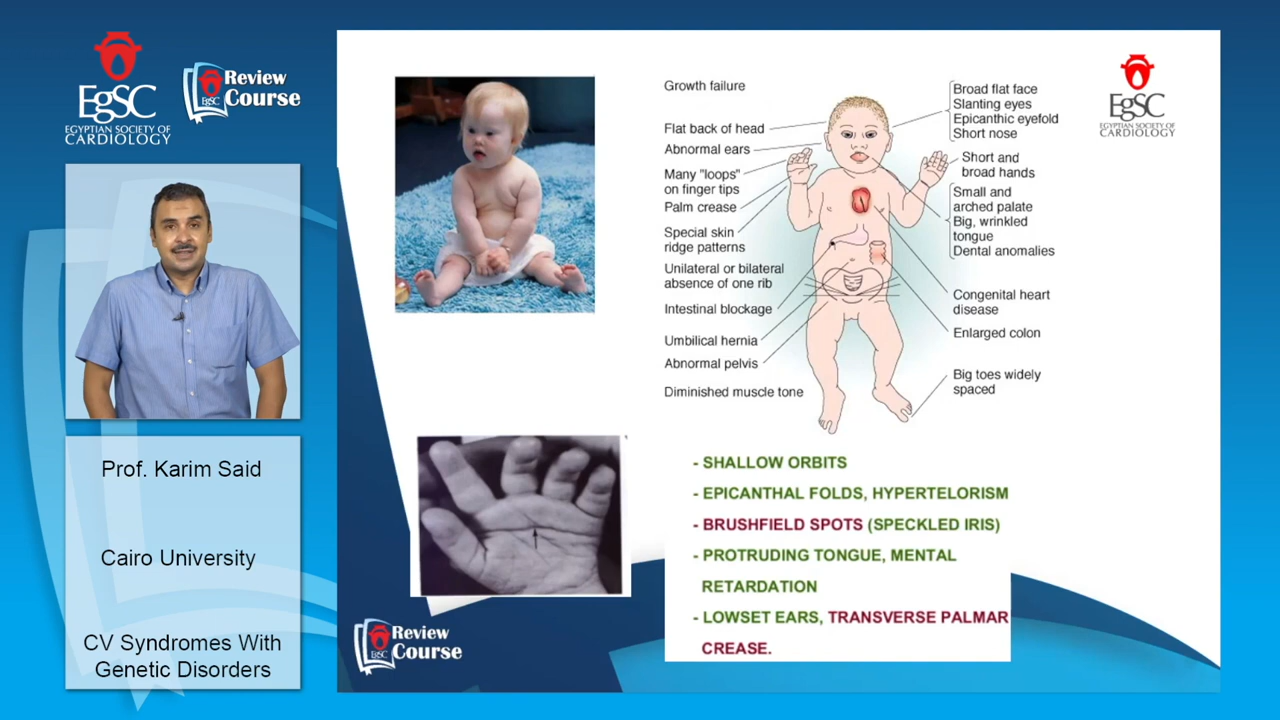 EgSC
EGYPTIAN SOCIETY OF
CARDIOLOGY
EgSC
Review
Course
Prof. Karim Said
Cairo University
CV Syndromes With
Genetic Disorders
EgSC
EGYPTIAN SOCIETY OF
CARDIOLOGY
Growth failure
Flat back of head
Abnormal ears
Many "loops"
on finger tips
Palm crease
Special skin
ridge patterns
Unilateral or bilateral
absence of one rib
Intestinal blockage
Umbilical hernia
Abnormal pelvis
Diminished muscle tone
Broad flat face
Slanting eyes
Epicanthic eyefold
Short nose
Short and
broad hands
Small and
arched palate
Big, wrinkled
tongue
Dental anomalies
Congenital heart
disease
Enlarged colon
Big toes widely
spaced
- SHALLOW ORBITS
- EPICANTHAL FOLDS, HYPERTELORISM
- BRUSHFIELD SPOTS (SPECKLED IRIS)
- PROTRUDING TONGUE, MENTAL
RETARDATION
- LOWSET EARS, TRANSVERSE PALMAR
CREASE.
EgSC
Review
Course